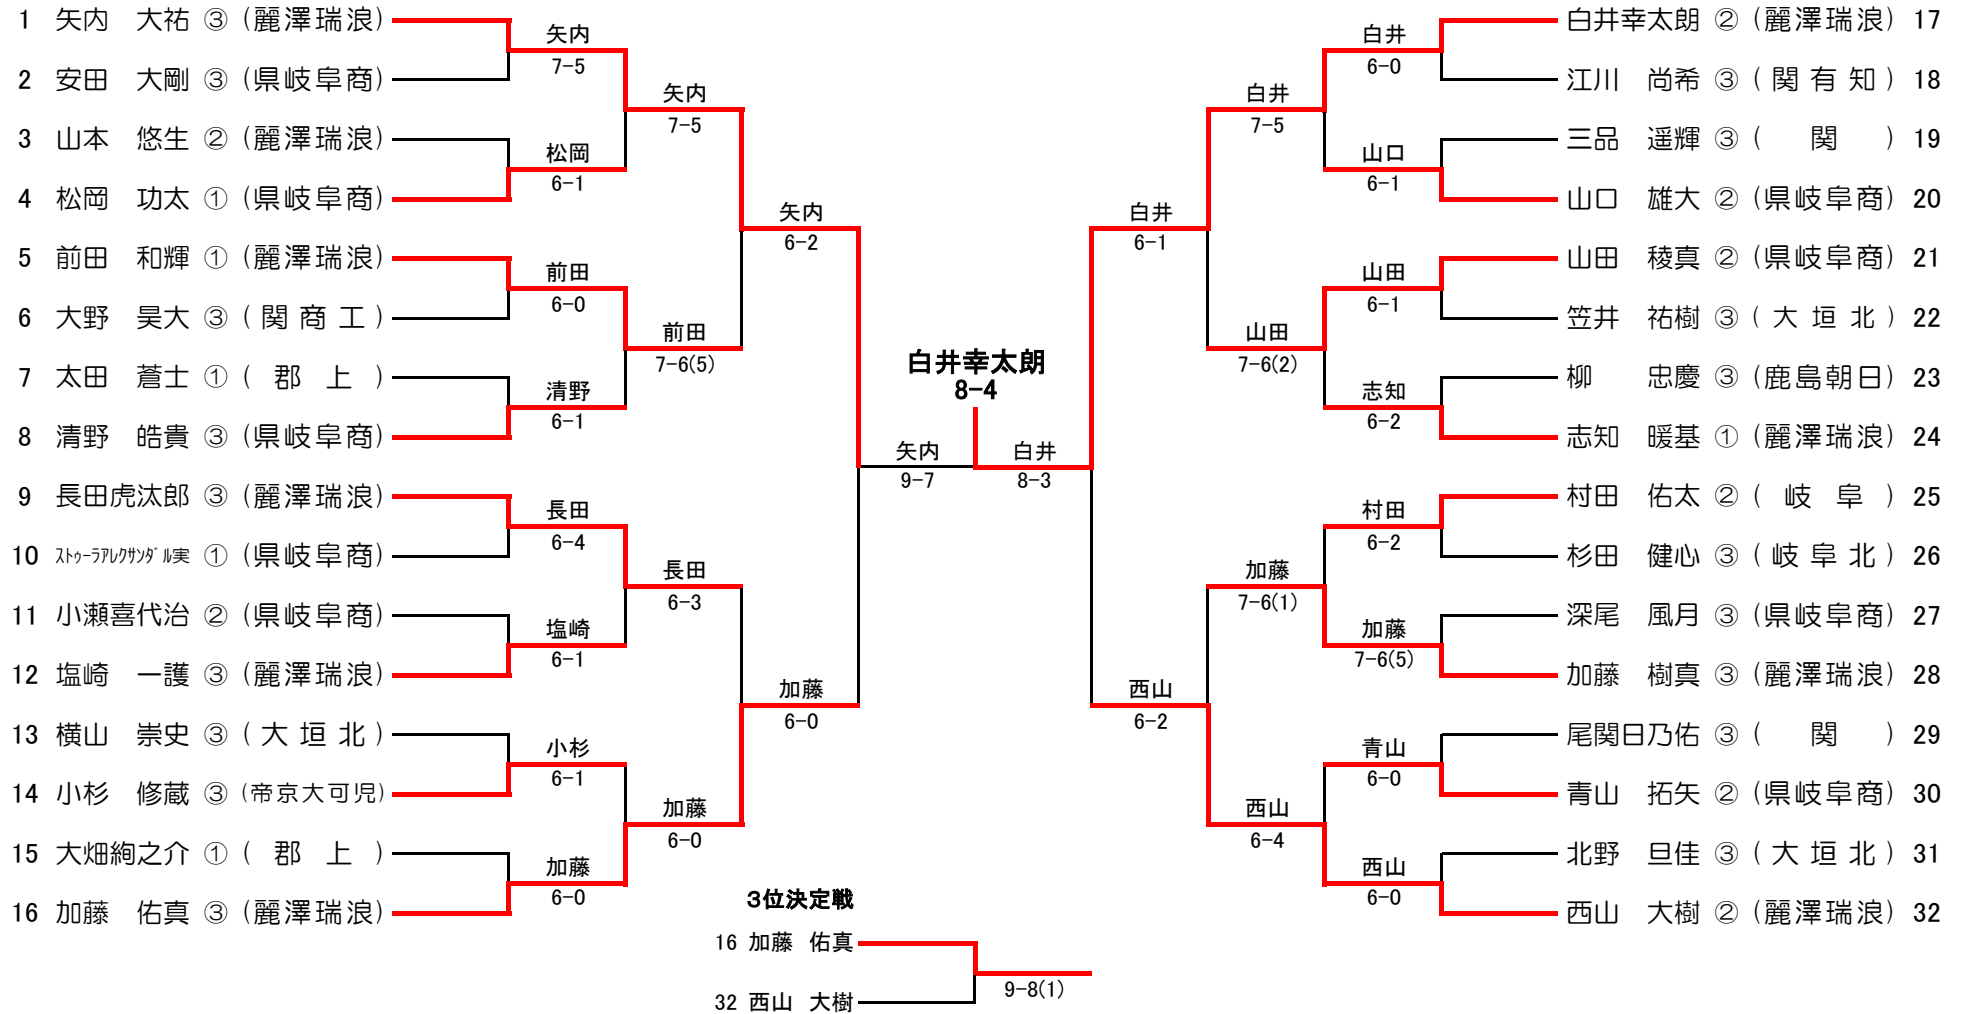 1 矢内 大祐 ③ (麗澤瑞浪)
2 安田 大剛 ③ (県岐阜商)
3 山本 悠生 ② (麗澤瑞浪)
4 松岡 功太 ① (県岐阜商)
5 前田 和輝 ① (麗澤瑞浪)
6 大野 昊大 ③ (関商工)
7 太田 蒼士 ① (郡上)
8 清野 皓貴 ③ (県岐阜商)
9 長田虎汰郎 ③ (麗澤瑞浪)
10 ストゥーラアレクサンダル実 ① (県岐阜商)
11 小瀬喜代治 ② (県岐阜商)
12 塩崎 一護 ③ (麗澤瑞浪)
13 横山 崇史 ③ (大垣北)
14 小杉 修蔵 ③ (帝京大可児)
15 大畑絢之介 ① (郡上)
16 加藤 佑真 ③ (麗澤瑞浪)
矢内
7-5
松岡
6-1
前田
6-0
清野
6-1
長田
6-4
塩崎
6-1
小杉
6-1
加藤
6-0
矢内
7-5
前田
7-6(5)
長田
6-3
加藤
6-0
矢内
6-2
加藤
6-0
矢内
9-7
白井幸太朗
8-4
白井
8-3
白井
6-1
西山
6-2
白井
7-5
山田
7-6(2)
加藤
7-6(1)
西山
6-4
白井
6-0
山口
6-1
山田
6-1
志知
6-2
村田
6-2
加藤
7-6(5)
青山
6-0
西山
6-0
白井幸太朗 ② (麗澤瑞浪) 17
江川 尚希 ③ (関有知) 18
三品 遥輝 ③ (関) 19
山口 雄大 ② (県岐阜商) 20
山田 稜真 ② (県岐阜商) 21
笠井 祐樹 ③ (大垣北) 22
柳 忠慶 ③ (鹿島朝日) 23
志知 暖基 ① (麗澤瑞浪) 24
村田 佑太 ② (岐阜) 25
杉田 健心 ③ (岐阜北) 26
深尾 風月 ③ (県岐阜商) 27
加藤 樹真 ③ (麗澤瑞浪) 28
尾関日乃佑 ③ (関) 29
青山 拓矢 ② (県岐阜商) 30
北野 旦佳 ③ (大垣北) 31
西山 大樹 ② (麗澤瑞浪) 32
3位決定戦
16 加藤 佑真
32 西山 大樹
9-8(1)